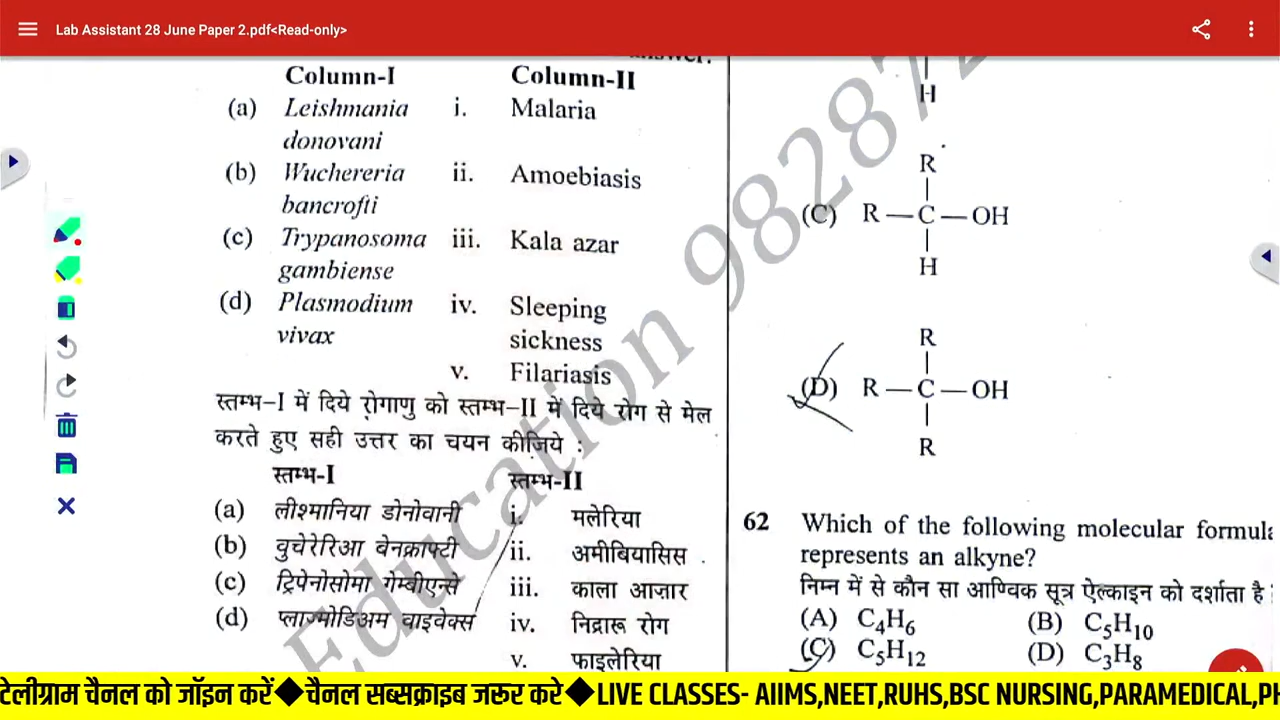 Lab Assistant 28 June Paper 2.pdf<Read-only>
answer.
Column-I Column-II
(a) Leishmania donovani i. Malaria
(b) Wuchereria bancrofti ii. Amoebiasis
(c) Trypanosoma gambiense iii. Kala azar
(d) Plasmodium vivax iv. Sleeping sickness
v. Filariasis
स्तम्भ-I में दिये रोगाणु को स्तम्भ-II में दिये रोग से मेल
करते हुए सही उत्तर का चयन कीजिये :
स्तम्भ-I स्तम्भ-II
(a) लीश्मानिया डोनोवानी i. मलेरिया
(b) वुचेरेरिआ बेनक्राफ्टी ii. अमीबियासिस
(c) ट्रिपेनोसोमा गेम्बीएन्से iii. काला आज़ार
(d) प्लाज्मोडिअम वाइवेक्स iv. निद्रारू रोग
v. फाइलेरिया
H
R
(C) R — C — OH
H
R
(D) R — C — OH
R
62 Which of the following molecular formula
represents an alkyne?
निम्न में से कौन सा आण्विक सूत्र ऐल्काइन को दर्शाता है
(A) C4H6 (B) C5H10
(C) C5H12 (D) C3H8
Education 982872
टेलीग्राम चैनल को जॉइन करें◆चैनल सब्सक्राइब जरूर करे◆LIVE CLASSES- AIIMS,NEET,RUHS,BSC NURSING,PARAMEDICAL,